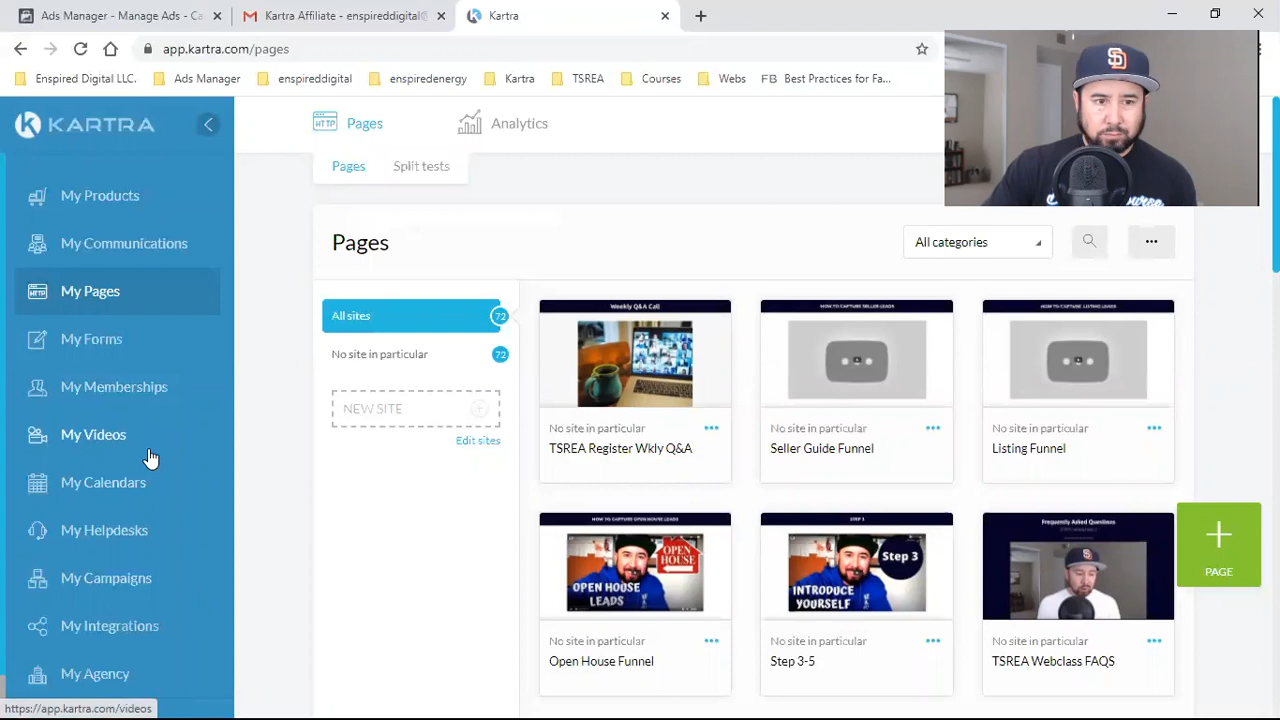 Ads Manager - Manage Ads - Ca
Kartra Affiliate - enspireddigital@
Kartra
app.kartra.com/pages
Enspired Digital LLC.
Ads Manager
enspireddigital
enspiredenergy
Kartra
TSREA
Courses
Webs
FB Best Practices for Fa...
KARTRA
Pages
Analytics
Pages
Split tests
My Products
My Communications
My Pages
My Forms
My Memberships
My Videos
My Calendars
My Helpdesks
My Campaigns
My Integrations
My Agency
Pages
All categories
All sites
72
No site in particular
72
NEW SITE
Edit sites
Weekly Q&A Call
No site in particular
TSREA Register Wkly Q&A
HOW TO CAPTURE SELLER LEADS
No site in particular
Seller Guide Funnel
HOW TO CAPTURE LISTING LEADS
No site in particular
Listing Funnel
HOW TO CAPTURE OPEN HOUSE LEADS
OPEN HOUSE
OPEN HOUSE
LEADS
No site in particular
Open House Funnel
STEP 3
Step 3
INTRODUCE
YOURSELF
No site in particular
Step 3-5
Frequently Asked Questions
No site in particular
TSREA Webclass FAQS
PAGE
SD
https://app.kartra.com/videos